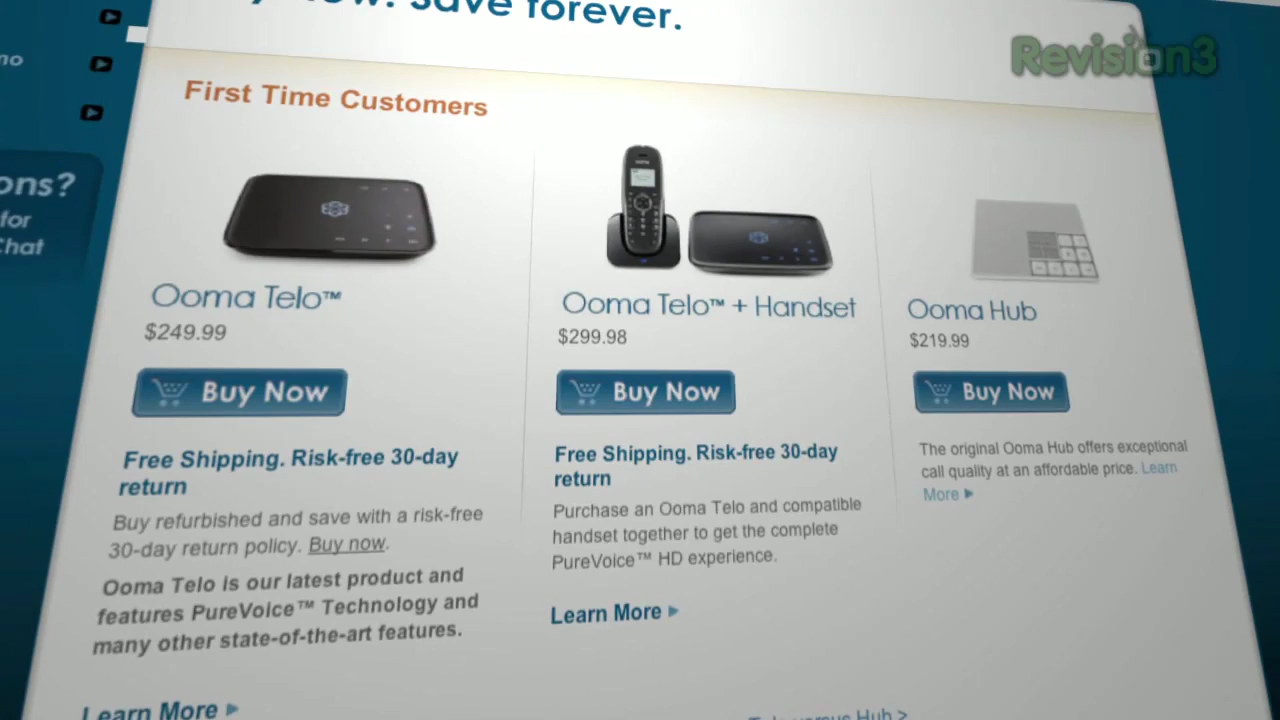 Save forever.
Revision3
First Time Customers
ons?
for
Chat
Ooma Telo™
$249.99
Buy Now
Free Shipping. Risk-free 30-day
return
Buy refurbished and save with a risk-free
30-day return policy. Buy now.
Ooma Telo is our latest product and
features PureVoice™ Technology and
many other state-of-the-art features.
Learn More
Ooma Telo™ + Handset
$299.98
Buy Now
Free Shipping. Risk-free 30-day
return
Purchase an Ooma Telo and compatible
handset together to get the complete
PureVoice™ HD experience.
Learn More
Ooma Hub
$219.99
Buy Now
The original Ooma Hub offers exceptional
call quality at an affordable price. Learn
More
Hub >